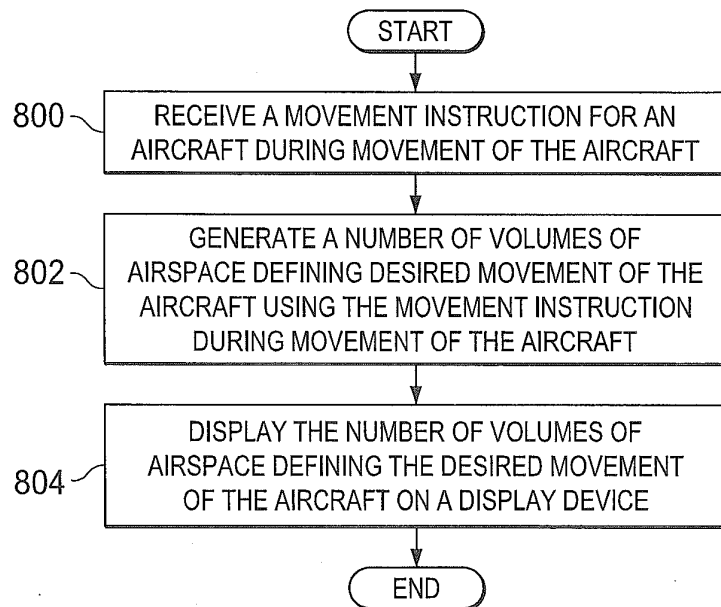 START
800
RECEIVE A MOVEMENT INSTRUCTION FOR AN
AIRCRAFT DURING MOVEMENT OF THE AIRCRAFT
802
GENERATE A NUMBER OF VOLUMES OF
AIRSPACE DEFINING DESIRED MOVEMENT OF THE
AIRCRAFT USING THE MOVEMENT INSTRUCTION
DURING MOVEMENT OF THE AIRCRAFT
804
DISPLAY THE NUMBER OF VOLUMES OF
AIRSPACE DEFINING THE DESIRED MOVEMENT
OF THE AIRCRAFT ON A DISPLAY DEVICE
END